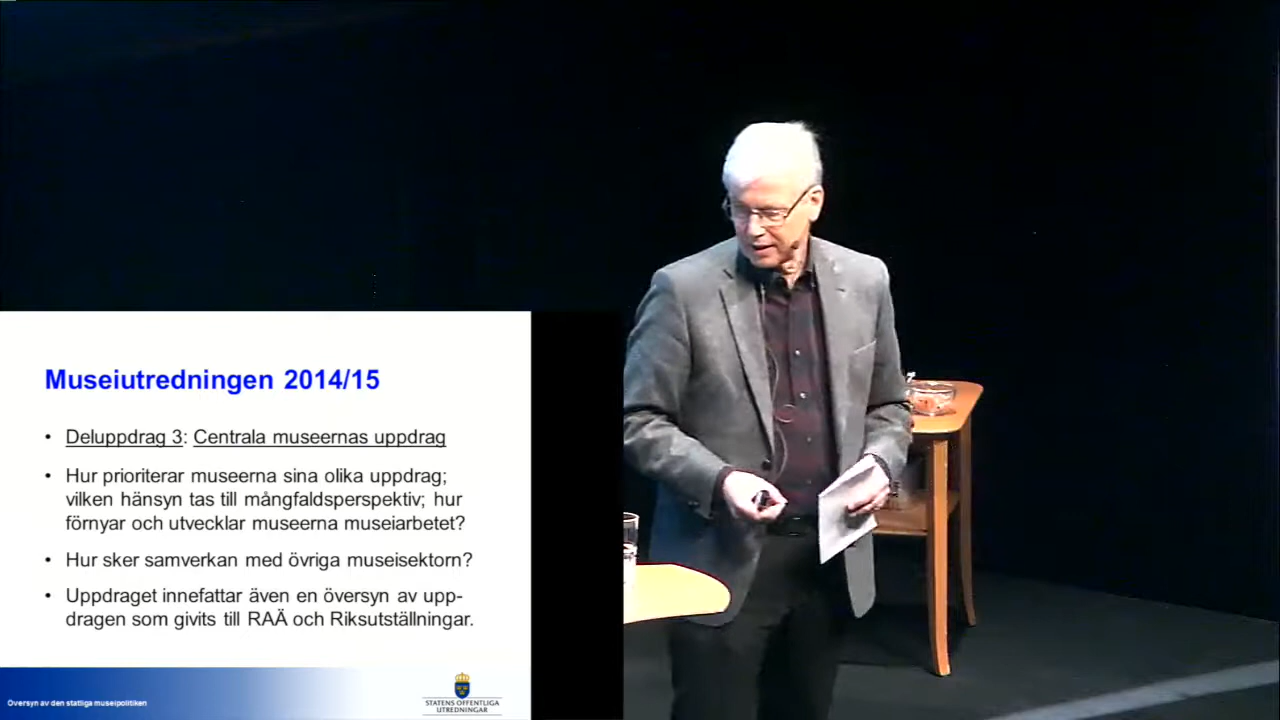 Museiutredningen 2014/15
• Deluppdrag 3: Centrala museernas uppdrag
• Hur prioriterar museerna sina olika uppdrag;
vilken hänsyn tas till mångfaldsperspektiv; hur
förnyar och utvecklar museerna museiarbetet?
• Hur sker samverkan med övriga museisektorn?
• Uppdraget innefattar även en översyn av upp-
dragen som givits till RAÄ och Riksutställningar.
Översyn av den statliga museipolitiken
STATENS OFFENTLIGA
UTREDNINGAR